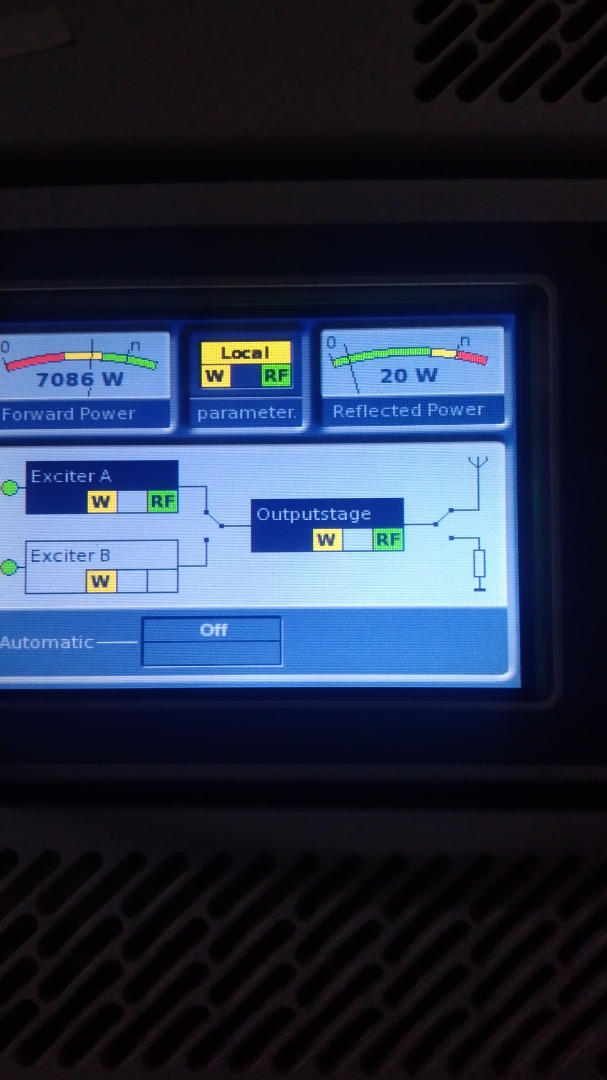 0 n
7086 W
Forward Power
Local
W RF
parameter.
0 n
20 W
Reflected Power
Exciter A
W RF
Exciter B
W
Outputstage
W RF
Automatic
Off